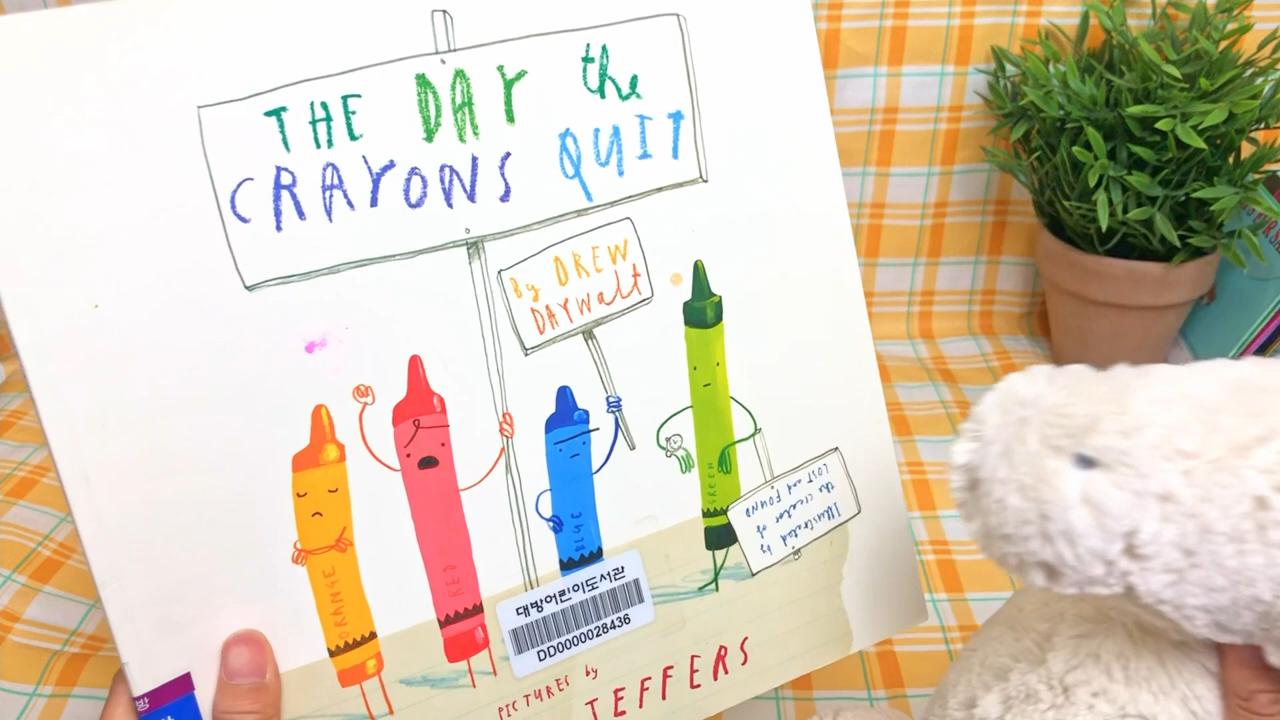 THE DAY the
CRAYONS QUIT
By DREW
DAYWalt
ORANGE
RED
BLUE
GREEN
Illustrated by
the creator of
LOST and FOUND
대방어린이도서관
DD0000028436
PICTURES by
JEFFERS